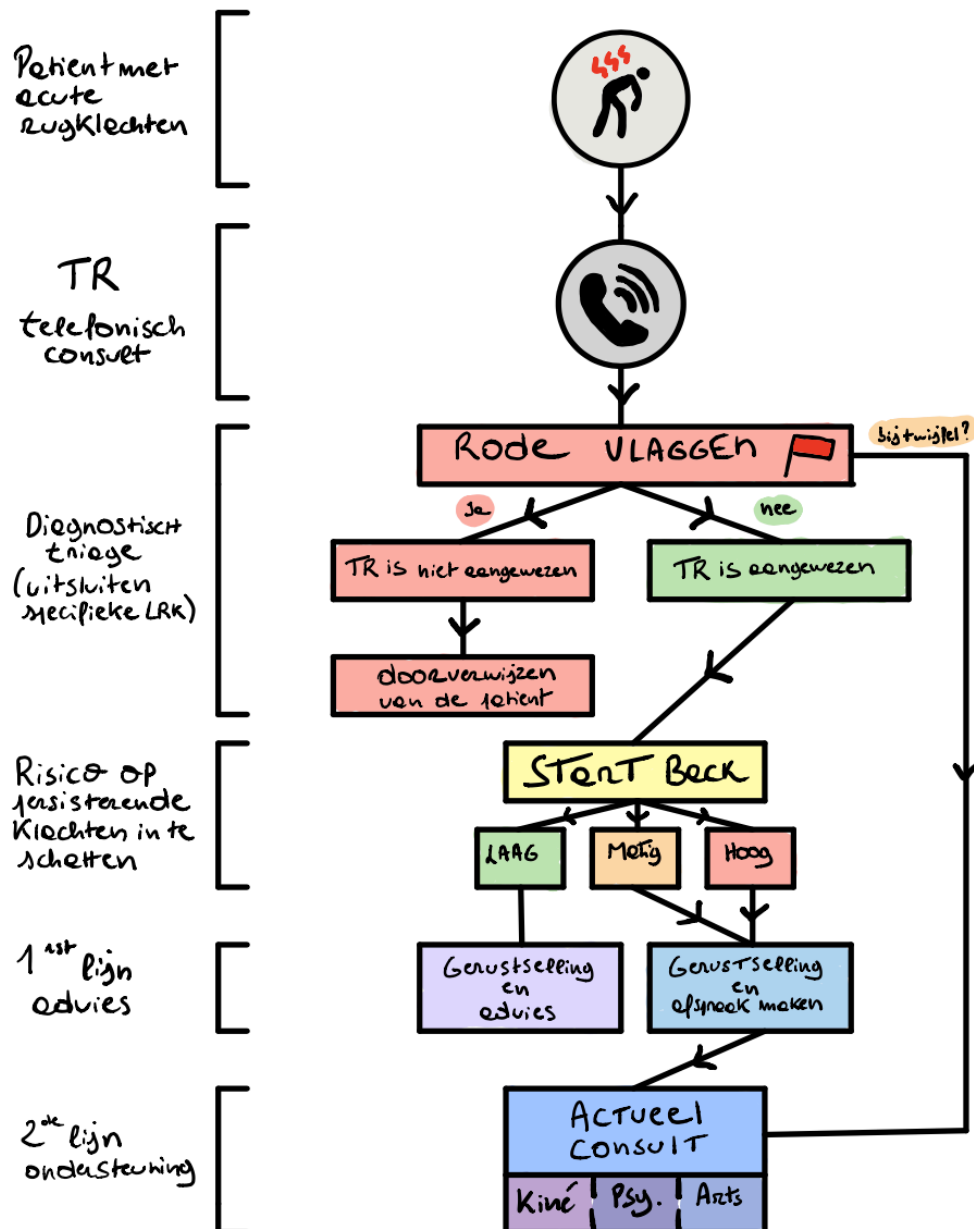 Patient met
acute
rugklachten
TR
telefonisch
consult
RODE VLAGGEN
bij twijfel?
Ja
nee
Diagnostisch
triage
(uitsluiten
specifieke LRK)
TR is niet aangewezen
TR is aangewezen
doorverwijzen
van de patient
Risico op
persisterende
klachten in te
schatten
START BACK
LAAG
Matig
Hoog
1ste lijn
advies
Gerustselling
en
advies
Gerustselling
en
afspraak maken
2de lijn
ondersteuning
ACTUEEL
CONSULT
Kiné
Psy.
Arts